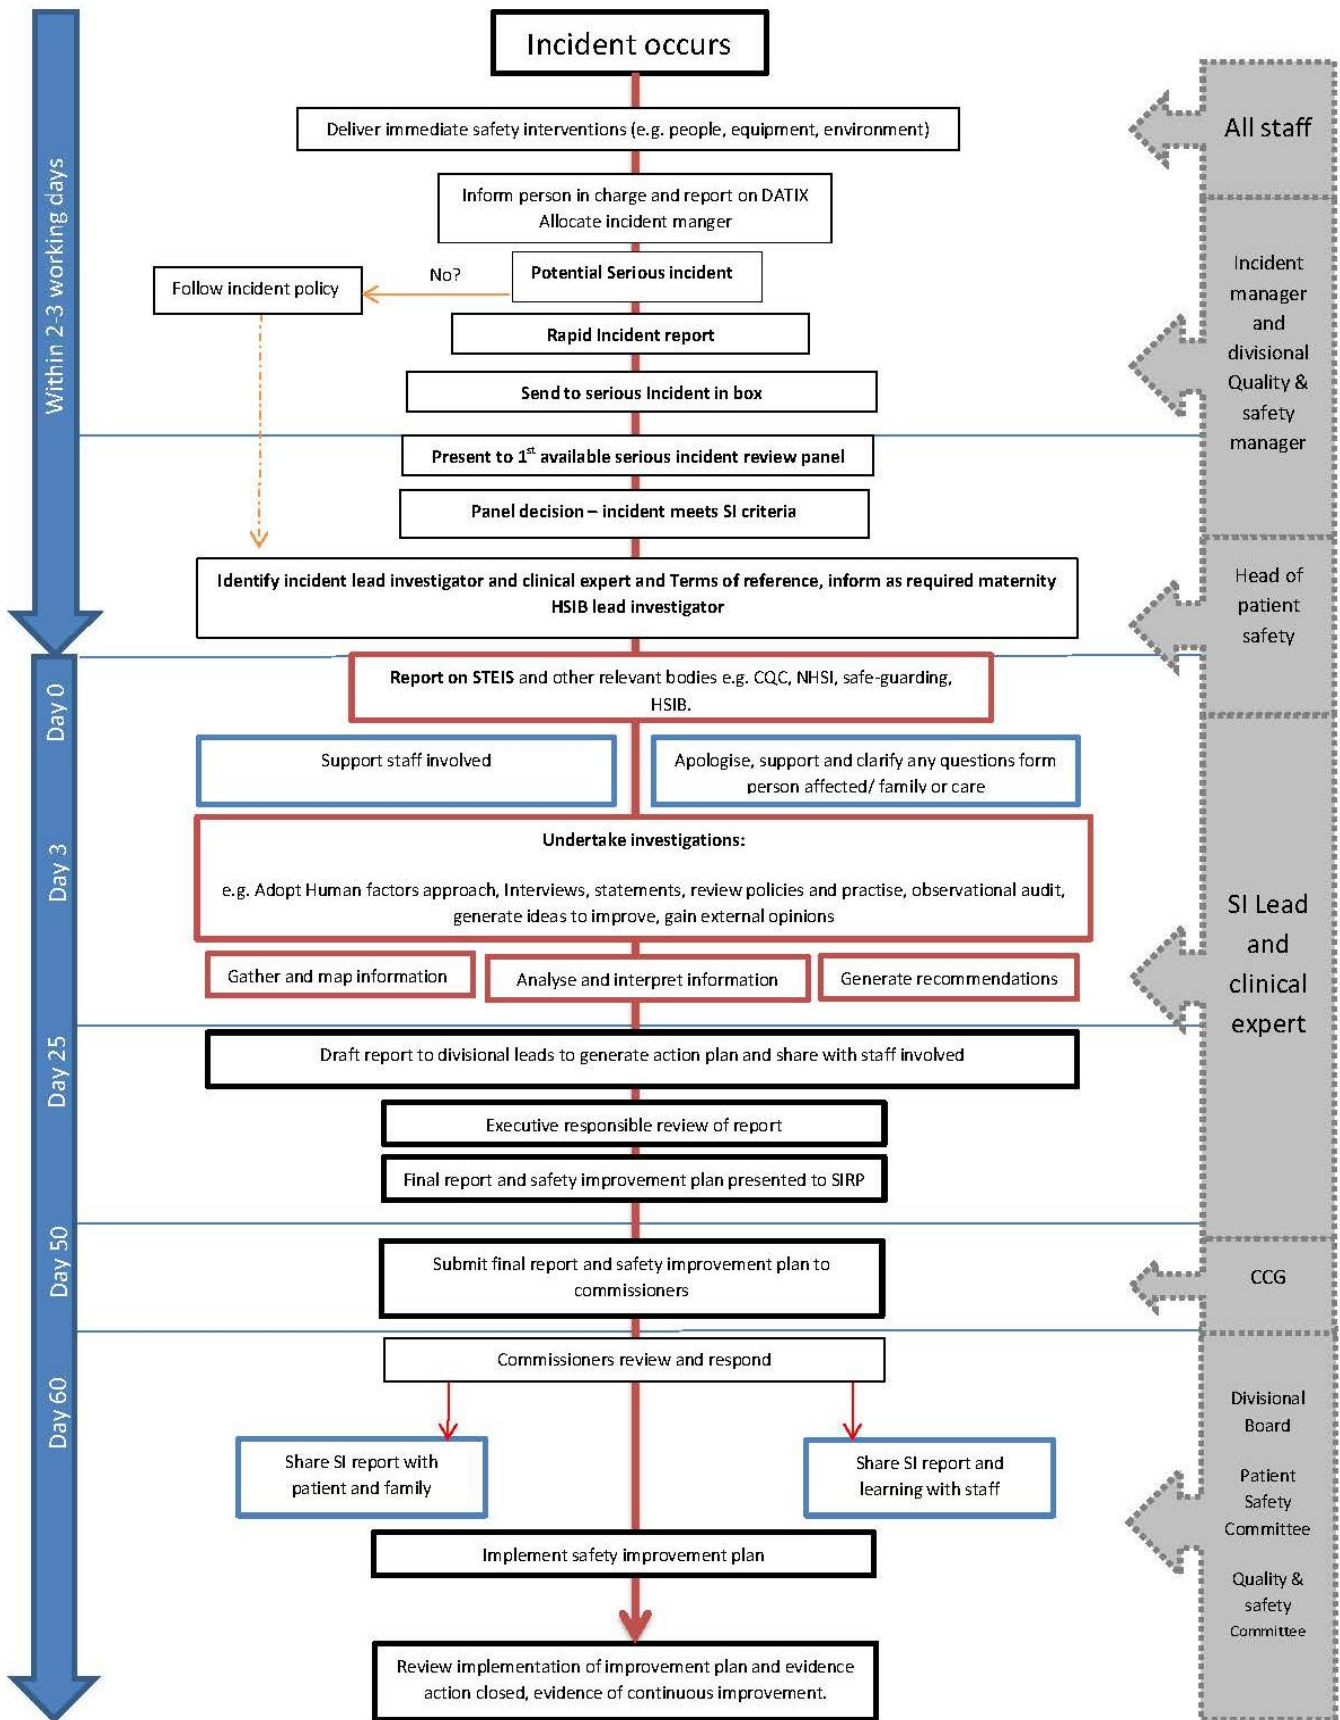 Incident occurs
Deliver immediate safety interventions (e.g. people, equipment, environment)
Inform person in charge and report on DATIX
Allocate incident manger
Potential Serious incident
No?
Follow incident policy
Rapid Incident report
Send to serious Incident in box
Present to 1st available serious incident review panel
Panel decision – incident meets SI criteria
Identify incident lead investigator and clinical expert and Terms of reference, inform as required maternity
HSIB lead investigator
Report on STEIS and other relevant bodies e.g. CQC, NHSI, safe-guarding,
HSIB.
Support staff involved
Apologise, support and clarify any questions form
person affected/ family or care
Undertake investigations:
e.g. Adopt Human factors approach, Interviews, statements, review policies and practise, observational audit,
generate ideas to improve, gain external opinions
Gather and map information
Analyse and interpret information
Generate recommendations
Draft report to divisional leads to generate action plan and share with staff involved
Executive responsible review of report
Final report and safety improvement plan presented to SIRP
Submit final report and safety improvement plan to
commissioners
Commissioners review and respond
Share SI report with
patient and family
Share SI report and
learning with staff
Implement safety improvement plan
Review implementation of improvement plan and evidence
action closed, evidence of continuous improvement.
Within 2-3 working days
Day 0
Day 3
Day 25
Day 50
Day 60
All staff
Incident
manager
and
divisional
Quality &
safety
manager
Head of
patient
safety
SI Lead
and
clinical
expert
CCG
Divisional
Board
Patient
Safety
Committee
Quality &
safety
Committee